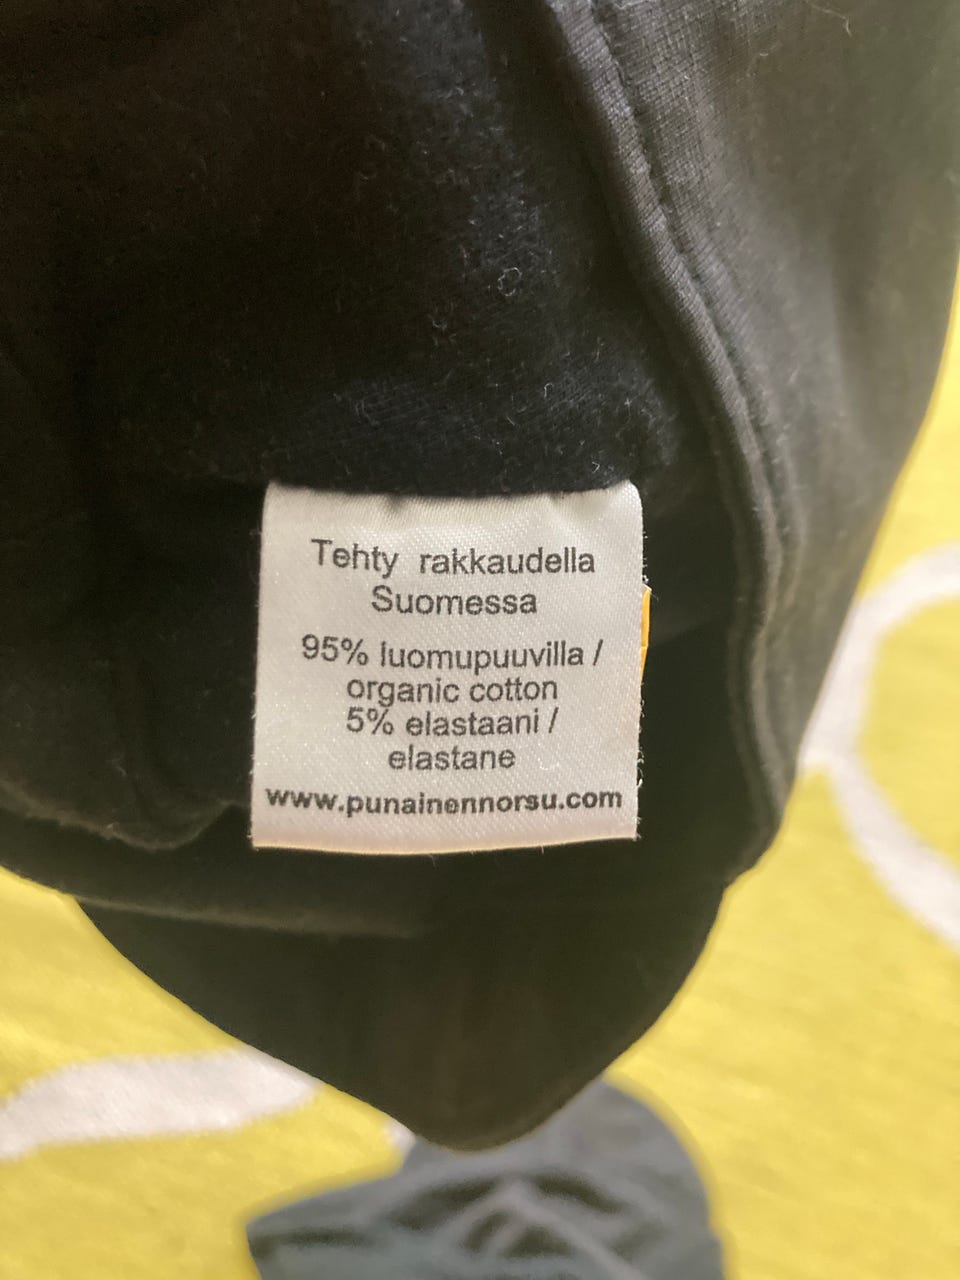 Tehty rakkaudella
Suomessa
95% luomupuuvilla /
organic cotton
5% elastaani /
elastane
www.punainennorsu.com